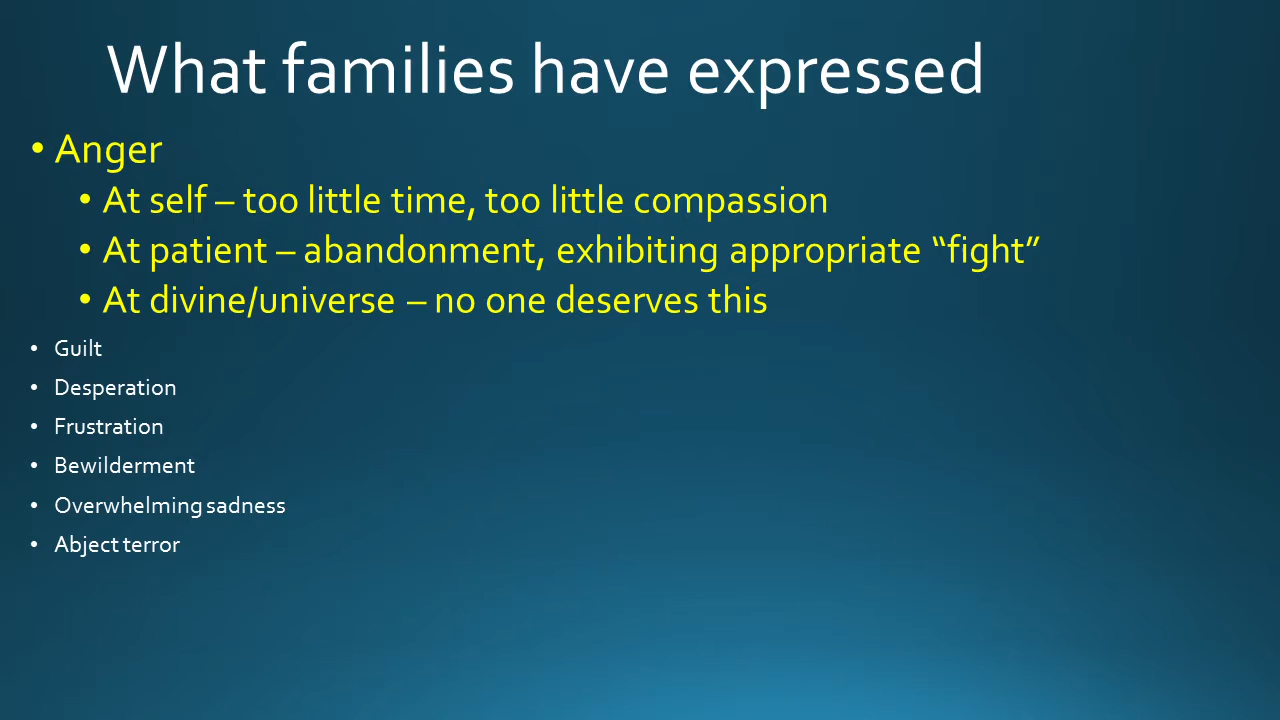 What families have expressed
• Anger
• At self – too little time, too little compassion
• At patient – abandonment, exhibiting appropriate “fight”
• At divine/universe – no one deserves this
• Guilt
• Desperation
• Frustration
• Bewilderment
• Overwhelming sadness
• Abject terror